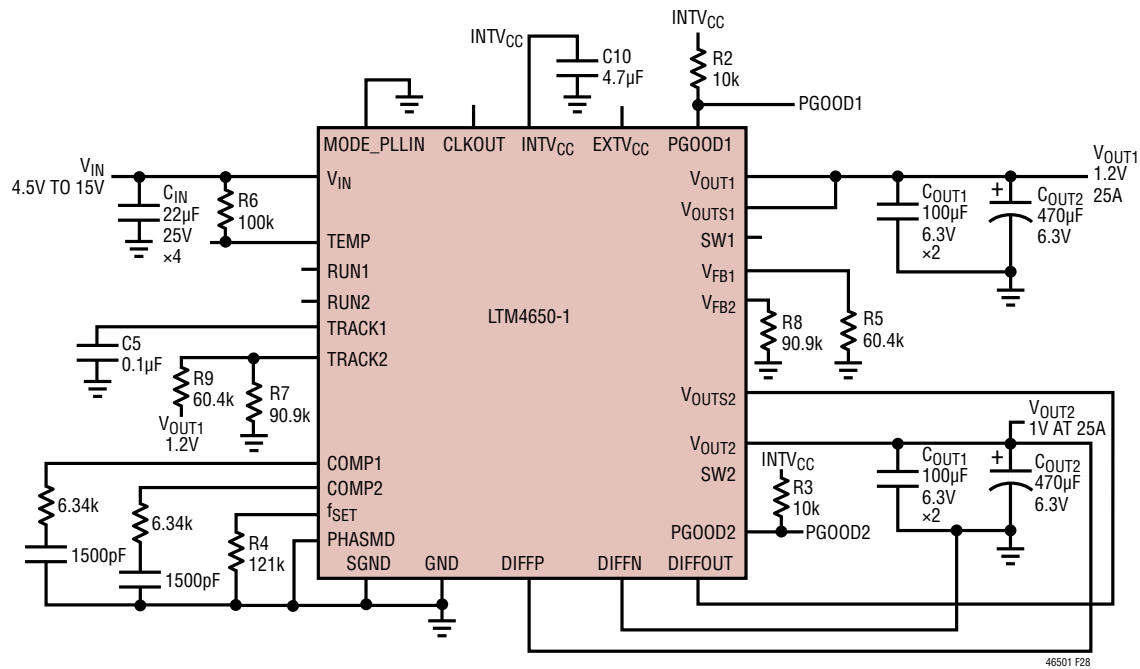 INTVCC
INTVCC
C10
4.7µF
R2
10k
PGOOD1
MODE_PLLIN
CLKOUT
INTVCC
EXTVCC
PGOOD1
VIN
4.5V TO 15V
CIN
22µF
25V
×4
R6
100k
VIN
TEMP
RUN1
RUN2
TRACK1
TRACK2
C5
0.1µF
R9
60.4k
R7
90.9k
VOUT1
1.2V
COMP1
COMP2
fSET
PHASMD
6.34k
6.34k
1500pF
1500pF
R4
121k
SGND
GND
DIFFP
DIFFN
DIFFOUT
LTM4650-1
VOUT1
VOUTS1
SW1
VFB1
VFB2
VOUTS2
VOUT2
SW2
PGOOD2
COUT1
100µF
6.3V
×2
+
COUT2
470µF
6.3V
VOUT1
1.2V
25A
R8
90.9k
R5
60.4k
VOUT2
1V AT 25A
INTVCC
R3
10k
PGOOD2
COUT1
100µF
6.3V
×2
+
COUT2
470µF
6.3V
46501 F28